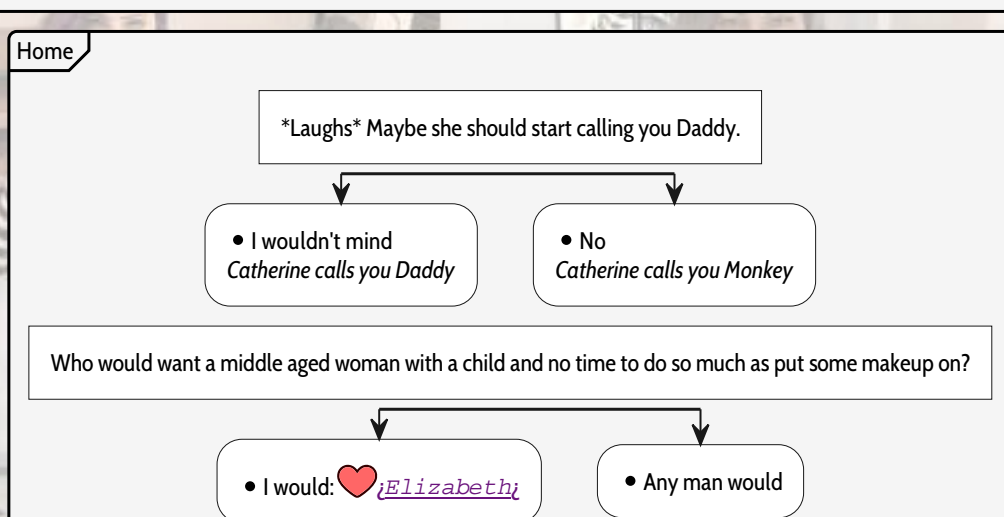 Home
*Laughs* Maybe she should start calling you Daddy.
• I wouldn't mind
Catherine calls you Daddy
• No
Catherine calls you Monkey
Who would want a middle aged woman with a child and no time to do so much as put some makeup on?
• I would: ❤¿Elizabeth¿
• Any man would